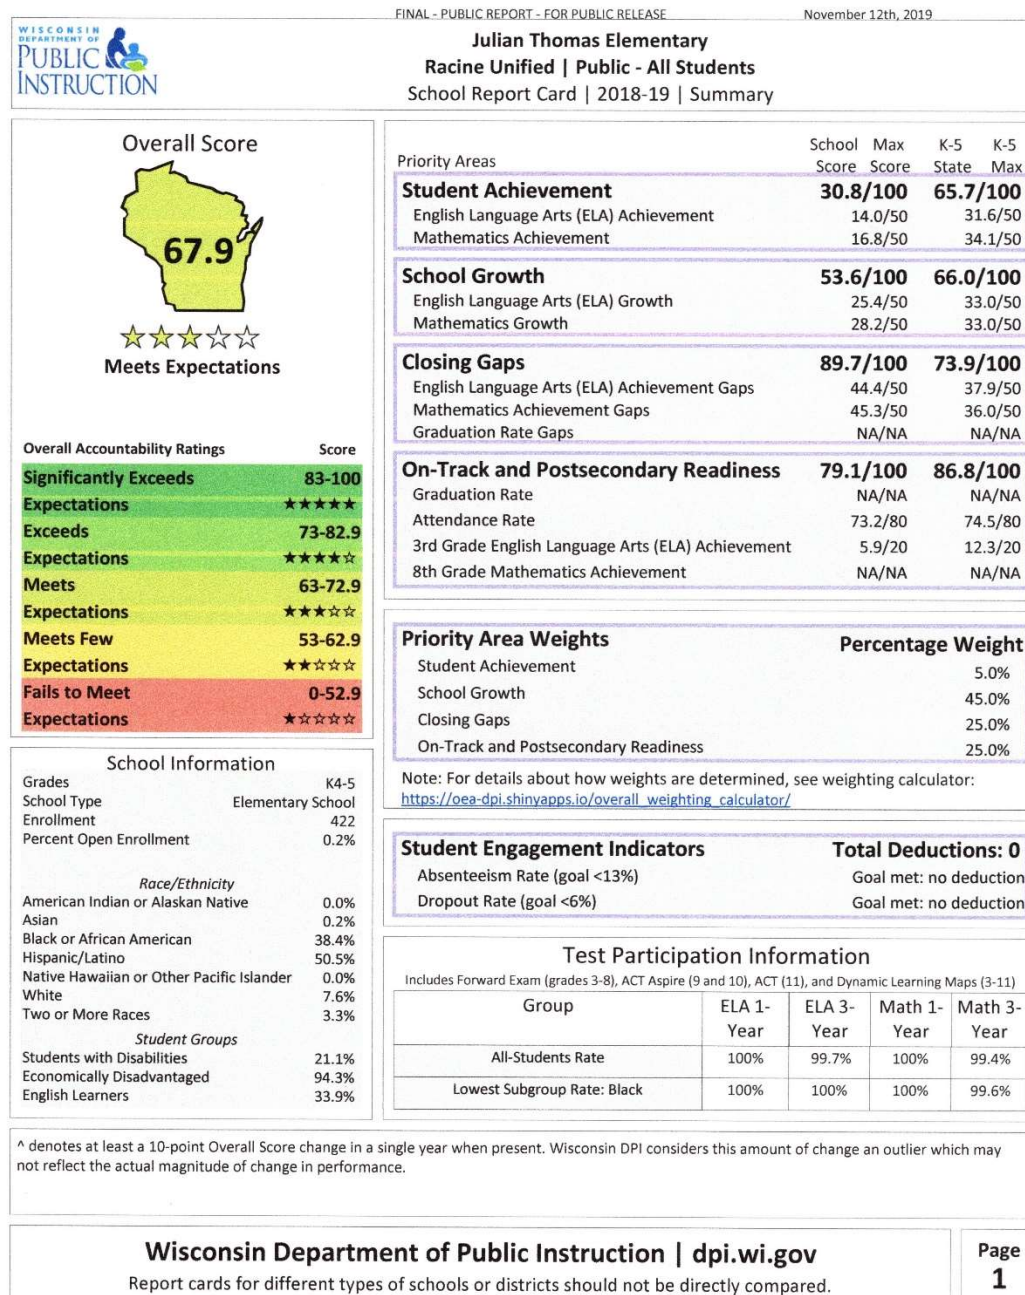 FINAL - PUBLIC REPORT - FOR PUBLIC RELEASE November 12th, 2019
WISCONSIN
DEPARTMENT OF
PUBLIC
INSTRUCTION
Julian Thomas Elementary
Racine Unified | Public - All Students
School Report Card | 2018-19 | Summary
Overall Score
67.9
★★★☆☆
Meets Expectations
Overall Accountability Ratings Score
Significantly Exceeds 83-100
Expectations ★★★★★
Exceeds 73-82.9
Expectations ★★★★☆
Meets 63-72.9
Expectations ★★★☆☆
Meets Few 53-62.9
Expectations ★★☆☆☆
Fails to Meet 0-52.9
Expectations ★☆☆☆☆
School Information
Grades K4-5
School Type Elementary School
Enrollment 422
Percent Open Enrollment 0.2%
Race/Ethnicity
American Indian or Alaskan Native 0.0%
Asian 0.2%
Black or African American 38.4%
Hispanic/Latino 50.5%
Native Hawaiian or Other Pacific Islander 0.0%
White 7.6%
Two or More Races 3.3%
Student Groups
Students with Disabilities 21.1%
Economically Disadvantaged 94.3%
English Learners 33.9%
School Max K-5 K-5
Priority Areas Score Score State Max
Student Achievement 30.8/100 65.7/100
English Language Arts (ELA) Achievement 14.0/50 31.6/50
Mathematics Achievement 16.8/50 34.1/50
School Growth 53.6/100 66.0/100
English Language Arts (ELA) Growth 25.4/50 33.0/50
Mathematics Growth 28.2/50 33.0/50
Closing Gaps 89.7/100 73.9/100
English Language Arts (ELA) Achievement Gaps 44.4/50 37.9/50
Mathematics Achievement Gaps 45.3/50 36.0/50
Graduation Rate Gaps NA/NA NA/NA
On-Track and Postsecondary Readiness 79.1/100 86.8/100
Graduation Rate NA/NA NA/NA
Attendance Rate 73.2/80 74.5/80
3rd Grade English Language Arts (ELA) Achievement 5.9/20 12.3/20
8th Grade Mathematics Achievement NA/NA NA/NA
Priority Area Weights Percentage Weight
Student Achievement 5.0%
School Growth 45.0%
Closing Gaps 25.0%
On-Track and Postsecondary Readiness 25.0%
Note: For details about how weights are determined, see weighting calculator:
https://oea-dpi.shinyapps.io/overall_weighting_calculator/
Student Engagement Indicators Total Deductions: 0
Absenteeism Rate (goal <13%) Goal met: no deduction
Dropout Rate (goal <6%) Goal met: no deduction
Test Participation Information
Includes Forward Exam (grades 3-8), ACT Aspire (9 and 10), ACT (11), and Dynamic Learning Maps (3-11)
Group ELA 1- ELA 3- Math 1- Math 3-
Year Year Year Year
All-Students Rate 100% 99.7% 100% 99.4%
Lowest Subgroup Rate: Black 100% 100% 100% 99.6%
^ denotes at least a 10-point Overall Score change in a single year when present. Wisconsin DPI considers this amount of change an outlier which may
not reflect the actual magnitude of change in performance.
Wisconsin Department of Public Instruction | dpi.wi.gov
Report cards for different types of schools or districts should not be directly compared.
Page
1